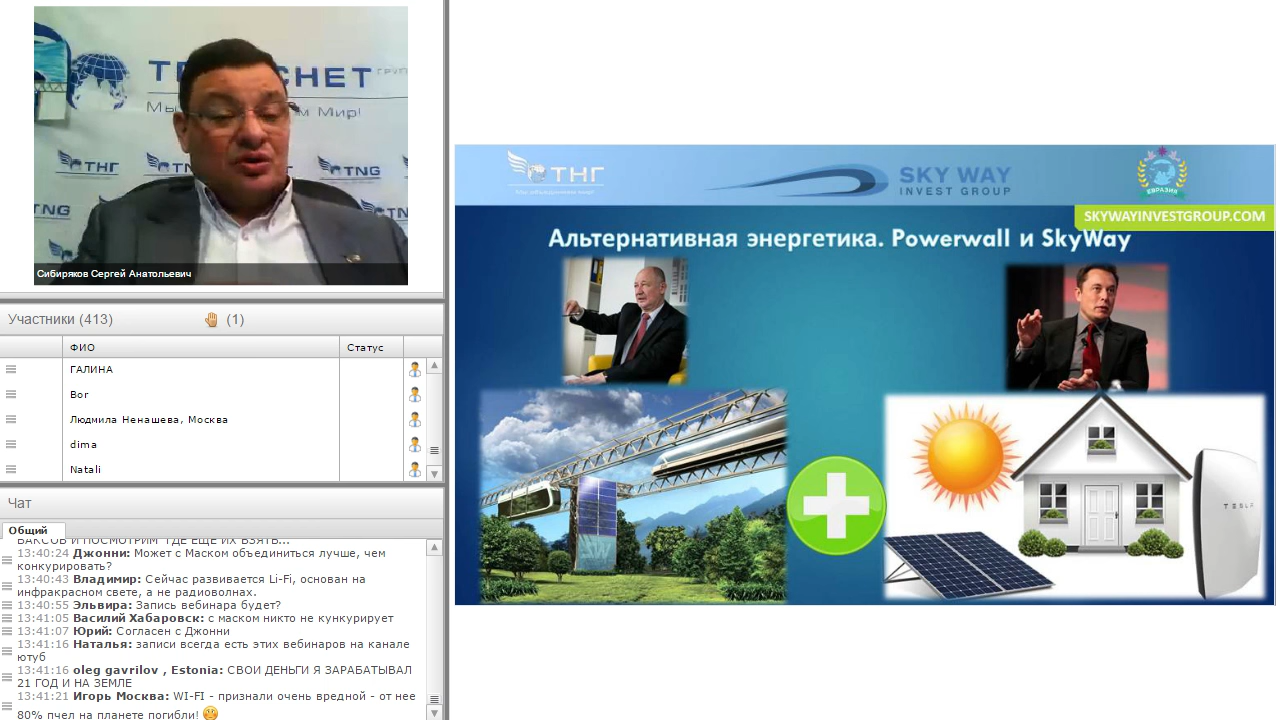 ТНГ
Мы
Мир!
ТНГ
TNG
TNG
Сибиряков Сергей Анатольевич
Участники (413)
(1)
ФИО
Статус
ГАЛИНА
Bor
Людмила Ненашева, Москва
dima
Natali
Чат
Общий
13:40:24 Джонни: Может с Маском объединиться лучше, чем
конкурировать?
13:40:43 Владимир: Сейчас развивается Li-Fi, основан на
инфракрасном свете, а не радиоволнах.
13:40:55 Эльвира: Запись вебинара будет?
13:41:05 Василий Хабаровск: с маском никто не кункурирует
13:41:07 Юрий: Согласен с Джонни
13:41:16 Наталья: записи всегда есть этих вебинаров на канале
ютуб
13:41:16 oleg gavrilov , Estonia: СВОИ ДЕНЬГИ Я ЗАРАБАТЫВАЛ
21 ГОД И НА ЗЕМЛЕ
13:41:21 Игорь Москва: WI-FI - признали очень вредной - от нее
80% пчел на планете погибли!
ТНГ
SKY WAY
INVEST GROUP
ЕВРАЗИЯ
SKYWAYINVESTGROUP.COM
Альтернативная энергетика. Powerwall и SkyWay
TESLA